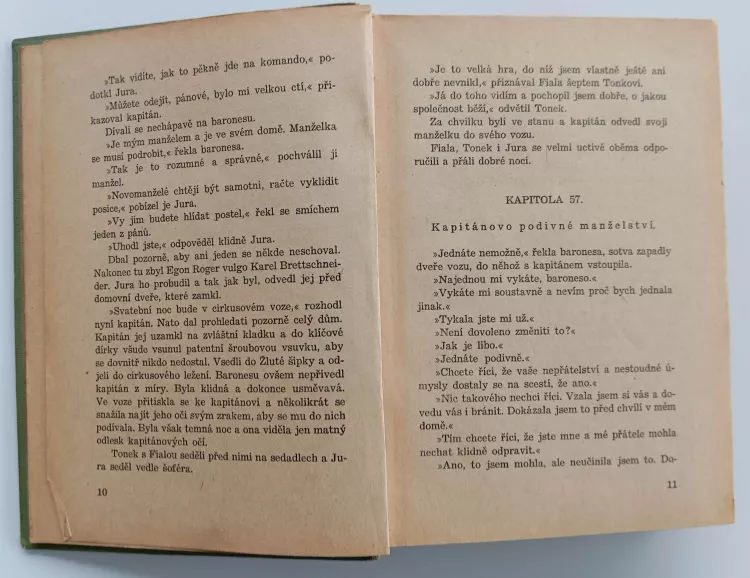 »Tak vidíte, jak to pěkně jde na komando,« po-
dotkl Jura.
»Můžete odejít, pánové, bylo mi velkou ctí,« při-
kazoval kapitán.
Dívali se nechápavě na baronesu.
»Je mým manželem a je ve svém domě. Manželka
se musí podrobit,« řekla baronesa.
»Tak je to rozumné a správné,« pochválil ji
manžel.
»Novomanželé chtějí být samotni, račte vyklidit
posice,« pobízel je Jura.
»Vy jim budete hlídat postel,« řekl se smíchem
jeden z pánů.
»Uhodl jste,« odpověděl klidně Jura.
Dbal pozorně, aby ani jeden se někde neschoval.
Nakonec tu zbyl Egon Roger vulgo Karel Brettschnei-
der. Jura ho probudil a tak jak byl, odvedl jej před
domovní dveře, které zamkl.
»Svatební noc bude v cirkusovém voze,« rozhodl
nyní kapitán. Nato dal prohledati pozorně celý dům.
Kapitán jej uzamkl na zvláštní kladku a do klíčové
dírky všude vsunul patentní šroubovou vsuvku, aby
se dovnitř nikdo nedostal. Vsedli do Žluté šipky a od-
jeli do cirkusového ležení. Baronesu ovšem nepřivedl
kapitán z míry. Byla klidná a dokonce usměvavá.
Ve voze přitiskla se ke kapitánovi a několikrát se
snažila najít jeho oči svým zrakem, aby se mu do nich
podívala. Byla však temná noc a ona viděla jen matný
odlesk kapitánových očí.
Tonek s Fialou seděli před nimi na sedadlech a Ju-
ra seděl vedle šoféra.
10
»Je to velká hra, do níž jsem vlastně ještě ani
dobře nevnikl,« přiznával Fiala šeptem Tonkovi.
»Já do toho vidím a pochopil jsem dobře, o jakou
společnost běží,« odvětil Tonek.
Za chvilku byli ve stanu a kapitán odvedl svoji
manželku do svého vozu.
Fiala, Tonek i Jura se velmi uctivě oběma odpo-
ručili a přáli dobré noci.
KAPITOLA 57.
Kapitánovo podivné manželství.
»Jednáte nemožně,« řekla baronesa, sotva zapadly
dveře vozu, do něhož s kapitánem vstoupila.
»Najednou mi vykáte, baroneso.«
»Vykáte mi soustavně a nevím proč bych jednala
jinak.«
»Tykala jste mi už.«
»Není dovoleno změniti to?«
»Jak je libo.«
»Jednáte podivně.«
»Chcete říci, že vaše nepřátelství a nestoudné ú-
mysly dostaly se na scestí, že ano.«
»Nic takového nechci říci. Vzala jsem si vás a do-
vedu vás i bránit. Dokázala jsem to před chvílí v mém
domě.«
»Tím chcete říci, že jste mne a mé přátele mohla
nechat klidně odpravit.«
»Ano, to jsem mohla, ale neučinila jsem to. Do-
11